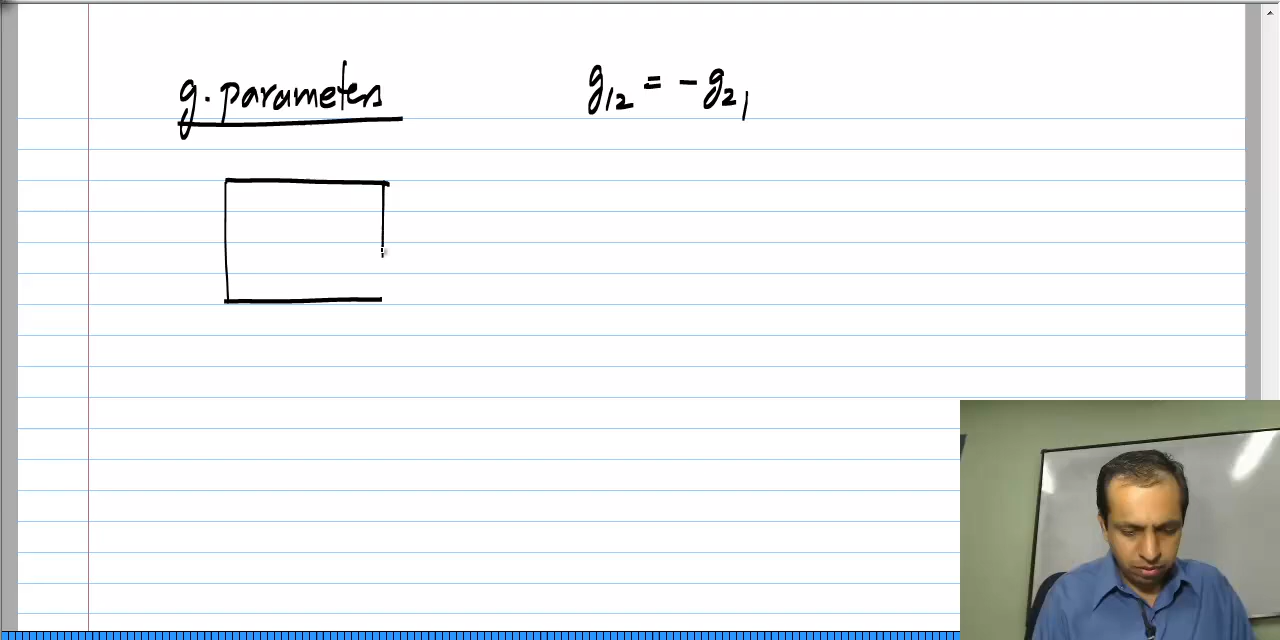 g. parameters
g₁₂ = -g₂₁